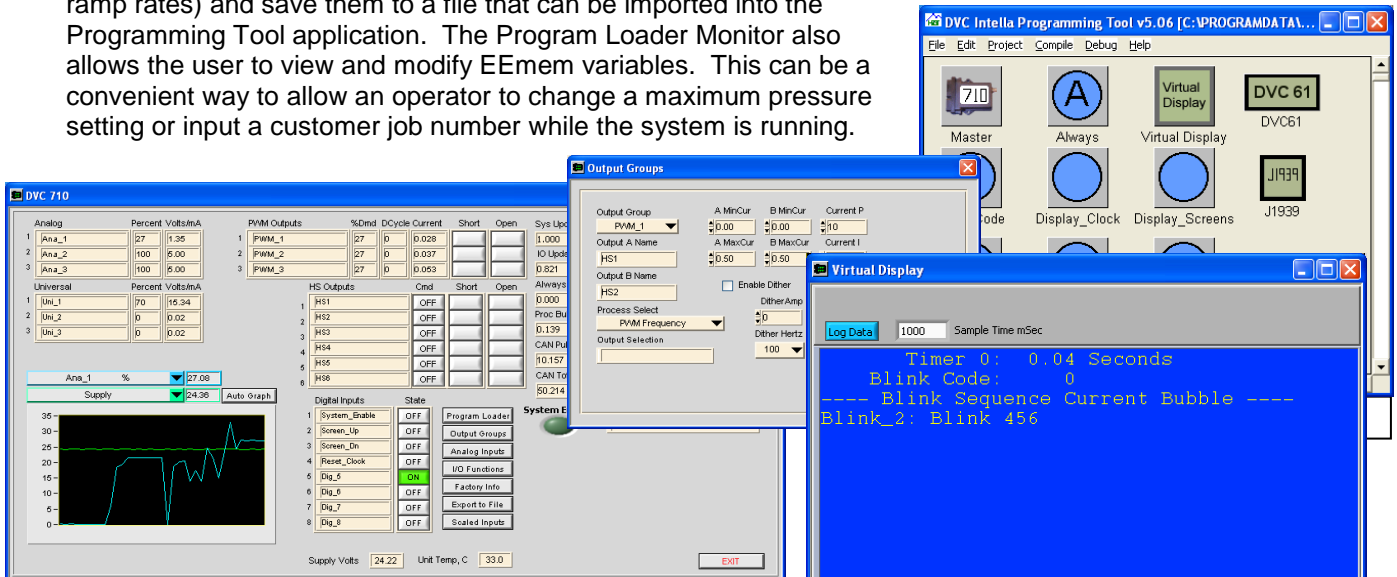 ramp rates) and save them to a file that can be imported into the
Programming Tool application.  The Program Loader Monitor also
allows the user to view and modify EEmem variables.  This can be a
convenient way to allow an operator to change a maximum pressure
setting or input a customer job number while the system is running.
DVC Intella Programming Tool v5.06 [C:\PROGRAMDATA\...
File Edit Project Compile Debug Help
710
A
Virtual
Display
DVC 61
Master Always Virtual Display DVC61
J1939
ode Display_Clock Display_Screens J1939
DVC 710
Analog Percent Volts/mA
1 Ana_1 27 1.35
2 Ana_2 100 5.00
3 Ana_3 100 5.00
Universal Percent Volts/mA
1 Uni_1 70 15.34
2 Uni_2 0 0.02
3 Uni_3 0 0.02
PWM Outputs %Dmd DCycle Current Short Open
1 PWM_1 27 0 0.028
2 PWM_2 27 0 0.037
3 PWM_3 27 0 0.053
HS Outputs Cmd Short Open
1 HS1 OFF
2 HS2 OFF
3 HS3 OFF
4 HS4 OFF
5 HS5 OFF
6 HS6 OFF
Sys Upd
1.000
IO Upda
0.821
Always
0.000
Proc Bu
0.139
CAN Pul
10.157
CAN To
50.214
System E
Ana_1 % 27.08
Supply 24.36 Auto Graph
35
30
25
20
15
10
5
0
Digital Inputs State
1 System_Enable OFF
2 Screen_Up OFF
3 Screen_Dn OFF
4 Reset_Clock OFF
5 Dig_5 ON
6 Dig_6 OFF
7 Dig_7 OFF
8 Dig_8 OFF
Program Loader
Output Groups
Analog Inputs
I/O Functions
Factory Info
Export to File
Scaled Inputs
Supply Volts 24.22 Unit Temp, C 33.0
EXIT
Output Groups
Output Group A MinCur B MinCur Current P
PWM_1 0.00 0.00 10
Output A Name A MaxCur B MaxCur Current I
HS1 0.50 0.50
Output B Name
HS2 Enable Dither
Process Select DitherAmp
PWM Frequency 0
Output Selection Dither Hertz
100
Virtual Display
Log Data 1000 Sample Time mSec
Timer 0: 0.04 Seconds
Blink Code: 0
---- Blink Sequence Current Bubble ----
Blink_2: Blink 456